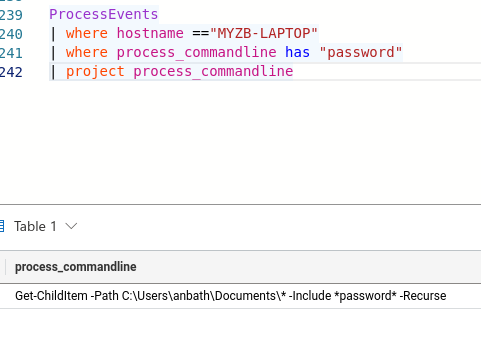 239 ProcessEvents
240 | where hostname =="MYZB-LAPTOP"
241 | where process_commandline has "password"
242 | project process_commandline
Table 1
process_commandline
Get-ChildItem -Path C:\Users\anbath\Documents\* -Include *password* -Recurse